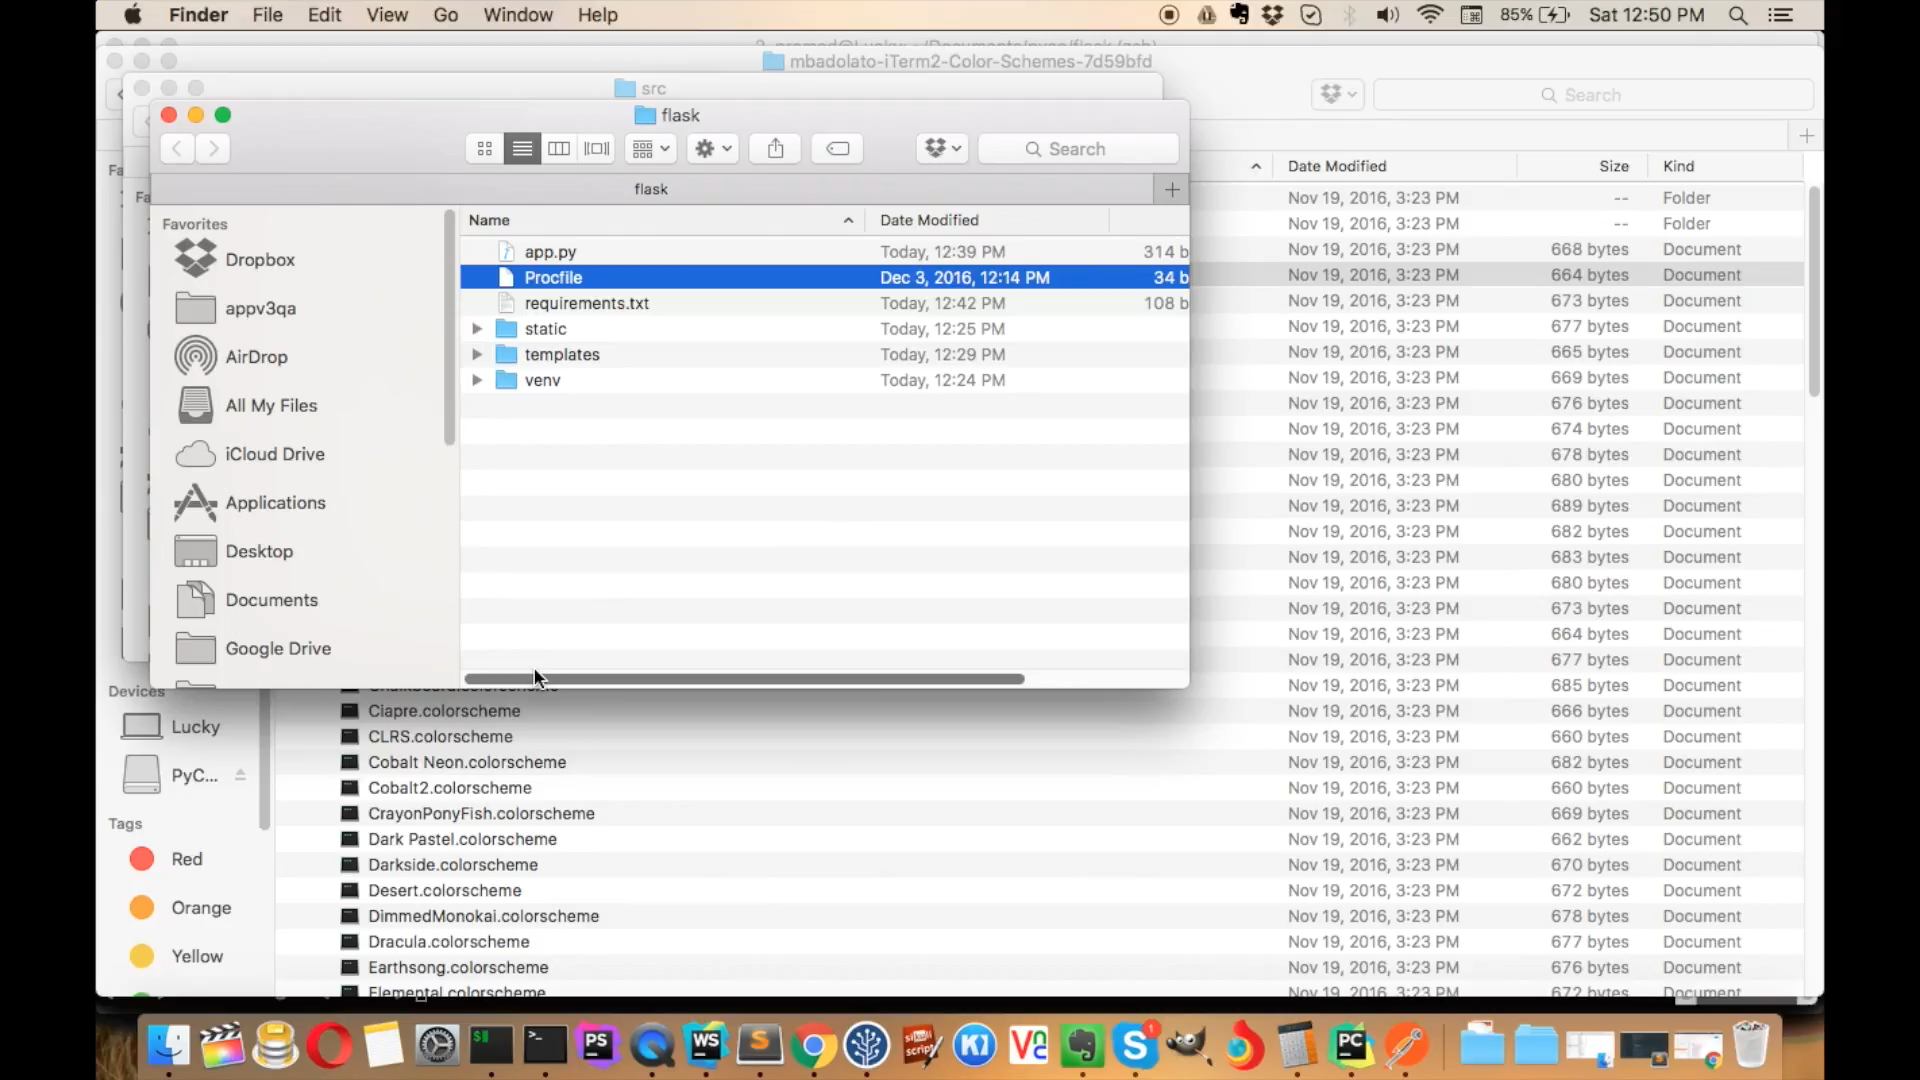 Finder File Edit View Go Window Help 85% Sat 12:50 PM
mbadolato-iTerm2-Color-Schemes-7d59bfd
src
Search
flask
Search
flask
Date Modified Size Kind
Name Date Modified
Favorites
Dropbox
appv3qa
AirDrop
All My Files
iCloud Drive
Applications
Desktop
Documents
Google Drive
app.py Today, 12:39 PM 314 b
Procfile Dec 3, 2016, 12:14 PM 34 b
requirements.txt Today, 12:42 PM 108 b
static Today, 12:25 PM
templates Today, 12:29 PM
venv Today, 12:24 PM
Nov 19, 2016, 3:23 PM -- Folder
Nov 19, 2016, 3:23 PM -- Folder
Nov 19, 2016, 3:23 PM 668 bytes Document
Nov 19, 2016, 3:23 PM 664 bytes Document
Nov 19, 2016, 3:23 PM 673 bytes Document
Nov 19, 2016, 3:23 PM 677 bytes Document
Nov 19, 2016, 3:23 PM 665 bytes Document
Nov 19, 2016, 3:23 PM 669 bytes Document
Nov 19, 2016, 3:23 PM 676 bytes Document
Nov 19, 2016, 3:23 PM 674 bytes Document
Nov 19, 2016, 3:23 PM 678 bytes Document
Nov 19, 2016, 3:23 PM 680 bytes Document
Nov 19, 2016, 3:23 PM 689 bytes Document
Nov 19, 2016, 3:23 PM 682 bytes Document
Nov 19, 2016, 3:23 PM 683 bytes Document
Nov 19, 2016, 3:23 PM 680 bytes Document
Nov 19, 2016, 3:23 PM 673 bytes Document
Nov 19, 2016, 3:23 PM 664 bytes Document
Nov 19, 2016, 3:23 PM 677 bytes Document
Nov 19, 2016, 3:23 PM 685 bytes Document
Devices
Lucky
PyC...
Tags
Red
Orange
Yellow
Ciapre.colorscheme Nov 19, 2016, 3:23 PM 666 bytes Document
CLRS.colorscheme Nov 19, 2016, 3:23 PM 660 bytes Document
Cobalt Neon.colorscheme Nov 19, 2016, 3:23 PM 682 bytes Document
Cobalt2.colorscheme Nov 19, 2016, 3:23 PM 660 bytes Document
CrayonPonyFish.colorscheme Nov 19, 2016, 3:23 PM 669 bytes Document
Dark Pastel.colorscheme Nov 19, 2016, 3:23 PM 662 bytes Document
Darkside.colorscheme Nov 19, 2016, 3:23 PM 670 bytes Document
Desert.colorscheme Nov 19, 2016, 3:23 PM 672 bytes Document
DimmedMonokai.colorscheme Nov 19, 2016, 3:23 PM 678 bytes Document
Dracula.colorscheme Nov 19, 2016, 3:23 PM 677 bytes Document
Earthsong.colorscheme Nov 19, 2016, 3:23 PM 676 bytes Document
Elemental.colorscheme Nov 19, 2016, 3:23 PM 672 bytes Document
PS WS S script K VC S 1 PC